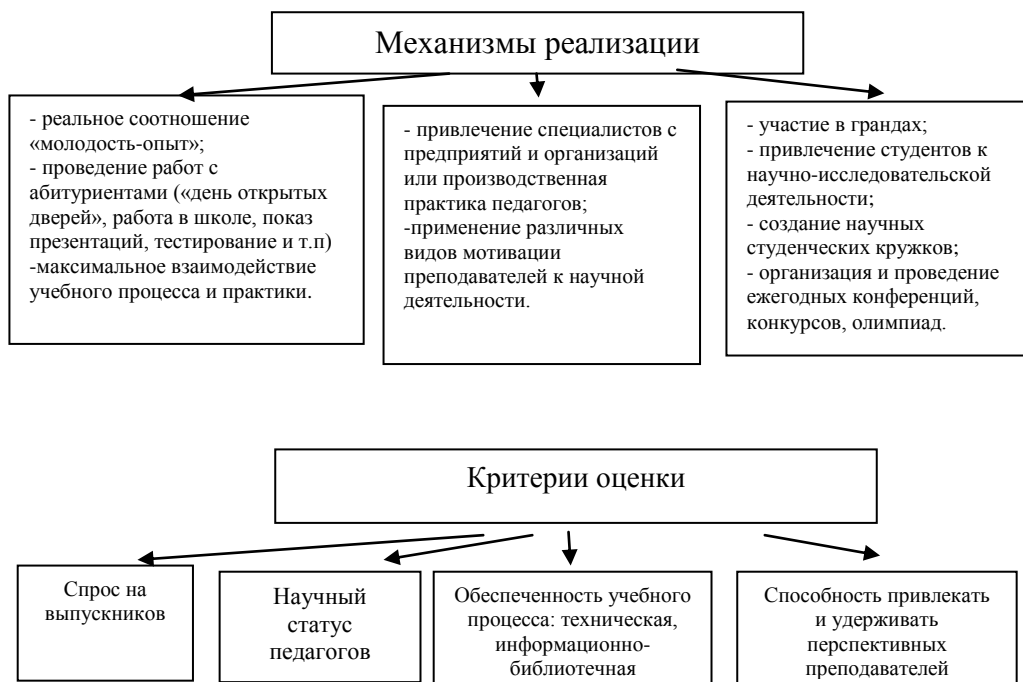 Механизмы реализации
- реальное соотношение
«молодость-опыт»;
- проведение работ с
абитуриентами («день открытых
дверей», работа в школе, показ
презентаций, тестирование и т.п)
-максимальное взаимодействие
учебного процесса и практики.
- привлечение специалистов с
предприятий и организаций
или производственная
практика педагогов;
-применение различных
видов мотивации
преподавателей к научной
деятельности.
- участие в грандах;
- привлечение студентов к
научно-исследовательской
деятельности;
- создание научных
студенческих кружков;
- организация и проведение
ежегодных конференций,
конкурсов, олимпиад.
Критерии оценки
Спрос на
выпускников
Научный
статус
педагогов
Обеспеченность учебного
процесса: техническая,
информационно-
библиотечная
Способность привлекать
и удерживать
перспективных
преподавателей